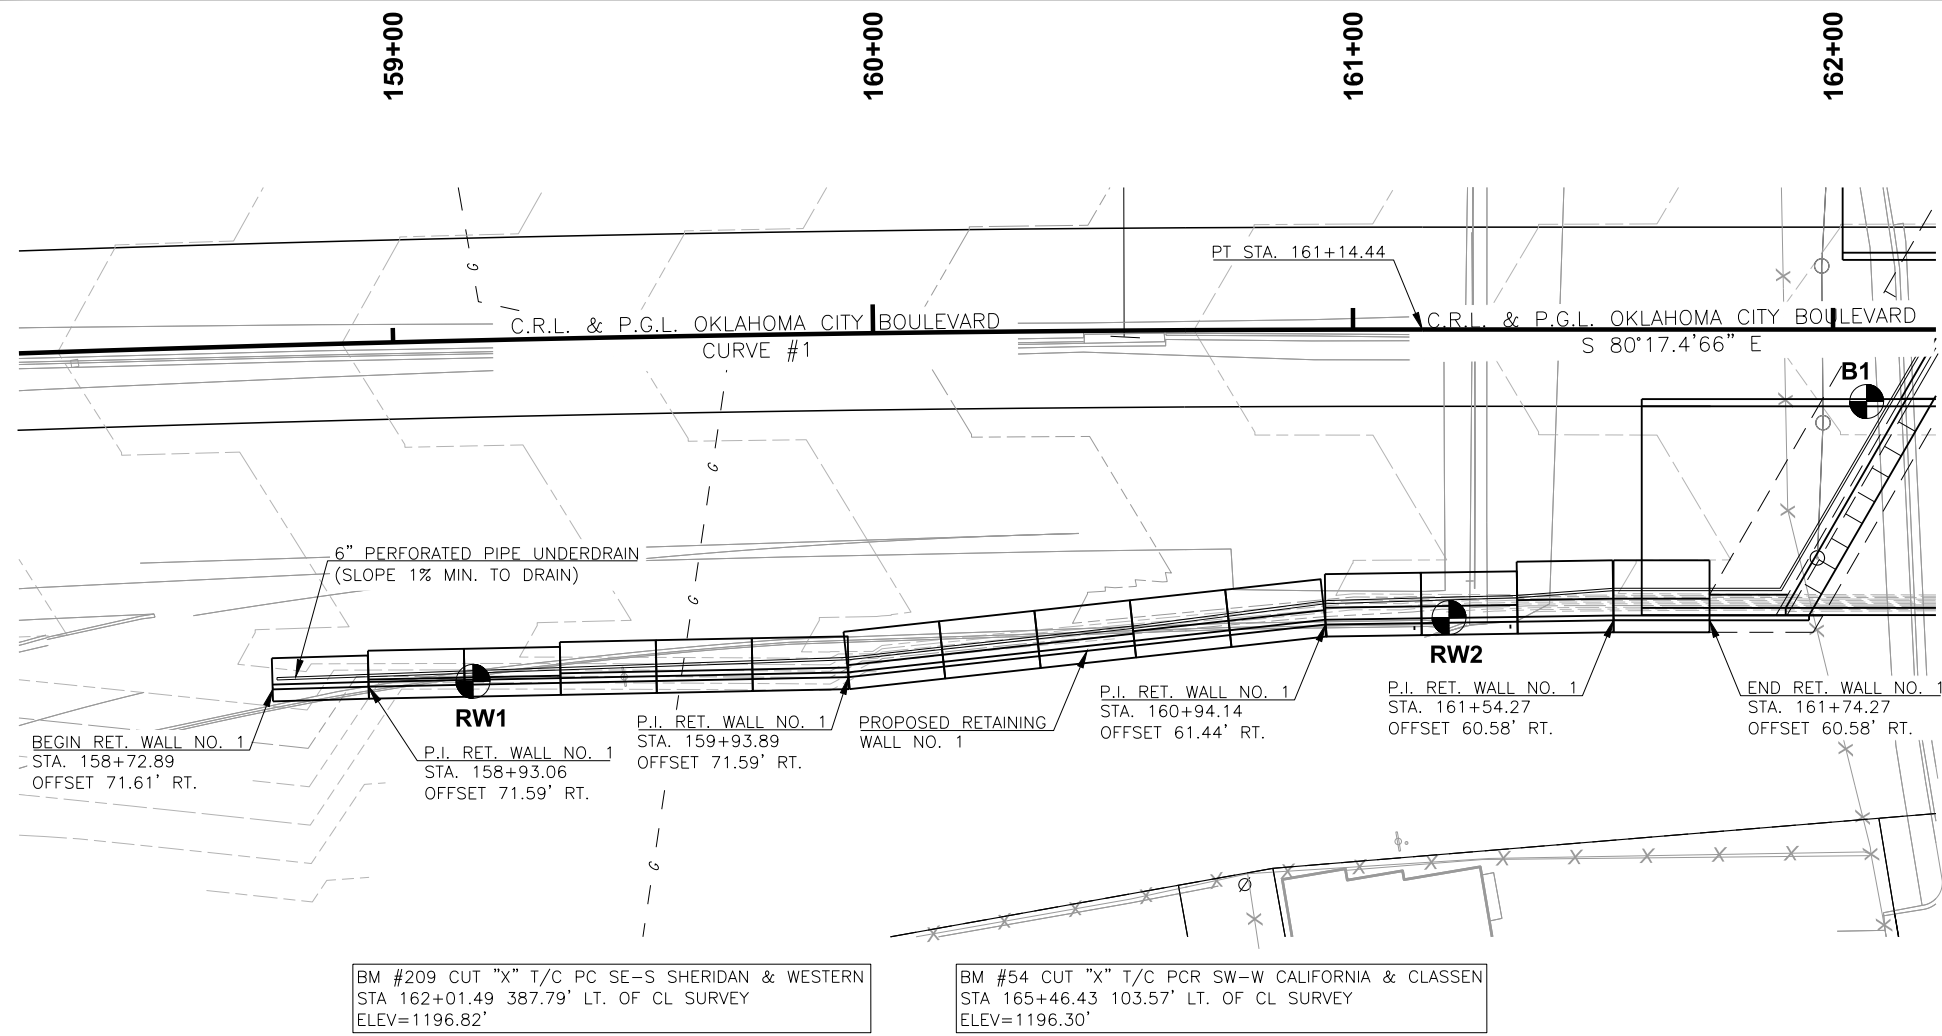 159+00
160+00
161+00
162+00
G
PT STA. 161+14.44
C.R.L. & P.G.L. OKLAHOMA CITY BOULEVARD
CURVE #1
C.R.L. & P.G.L. OKLAHOMA CITY BOULEVARD
S 80°17.4'66" E
B1
G
6" PERFORATED PIPE UNDERDRAIN
(SLOPE 1% MIN. TO DRAIN)
G
RW1
RW2
BEGIN RET. WALL NO. 1
STA. 158+72.89
OFFSET 71.61' RT.
P.I. RET. WALL NO. 1
STA. 158+93.06
OFFSET 71.59' RT.
P.I. RET. WALL NO. 1
STA. 159+93.89
OFFSET 71.59' RT.
PROPOSED RETAINING
WALL NO. 1
P.I. RET. WALL NO. 1
STA. 160+94.14
OFFSET 61.44' RT.
P.I. RET. WALL NO. 1
STA. 161+54.27
OFFSET 60.58' RT.
END RET. WALL NO. 1
STA. 161+74.27
OFFSET 60.58' RT.
G
BM #209 CUT "X" T/C PC SE-S SHERIDAN & WESTERN
STA 162+01.49 387.79' LT. OF CL SURVEY
ELEV=1196.82'
BM #54 CUT "X" T/C PCR SW-W CALIFORNIA & CLASSEN
STA 165+46.43 103.57' LT. OF CL SURVEY
ELEV=1196.30'